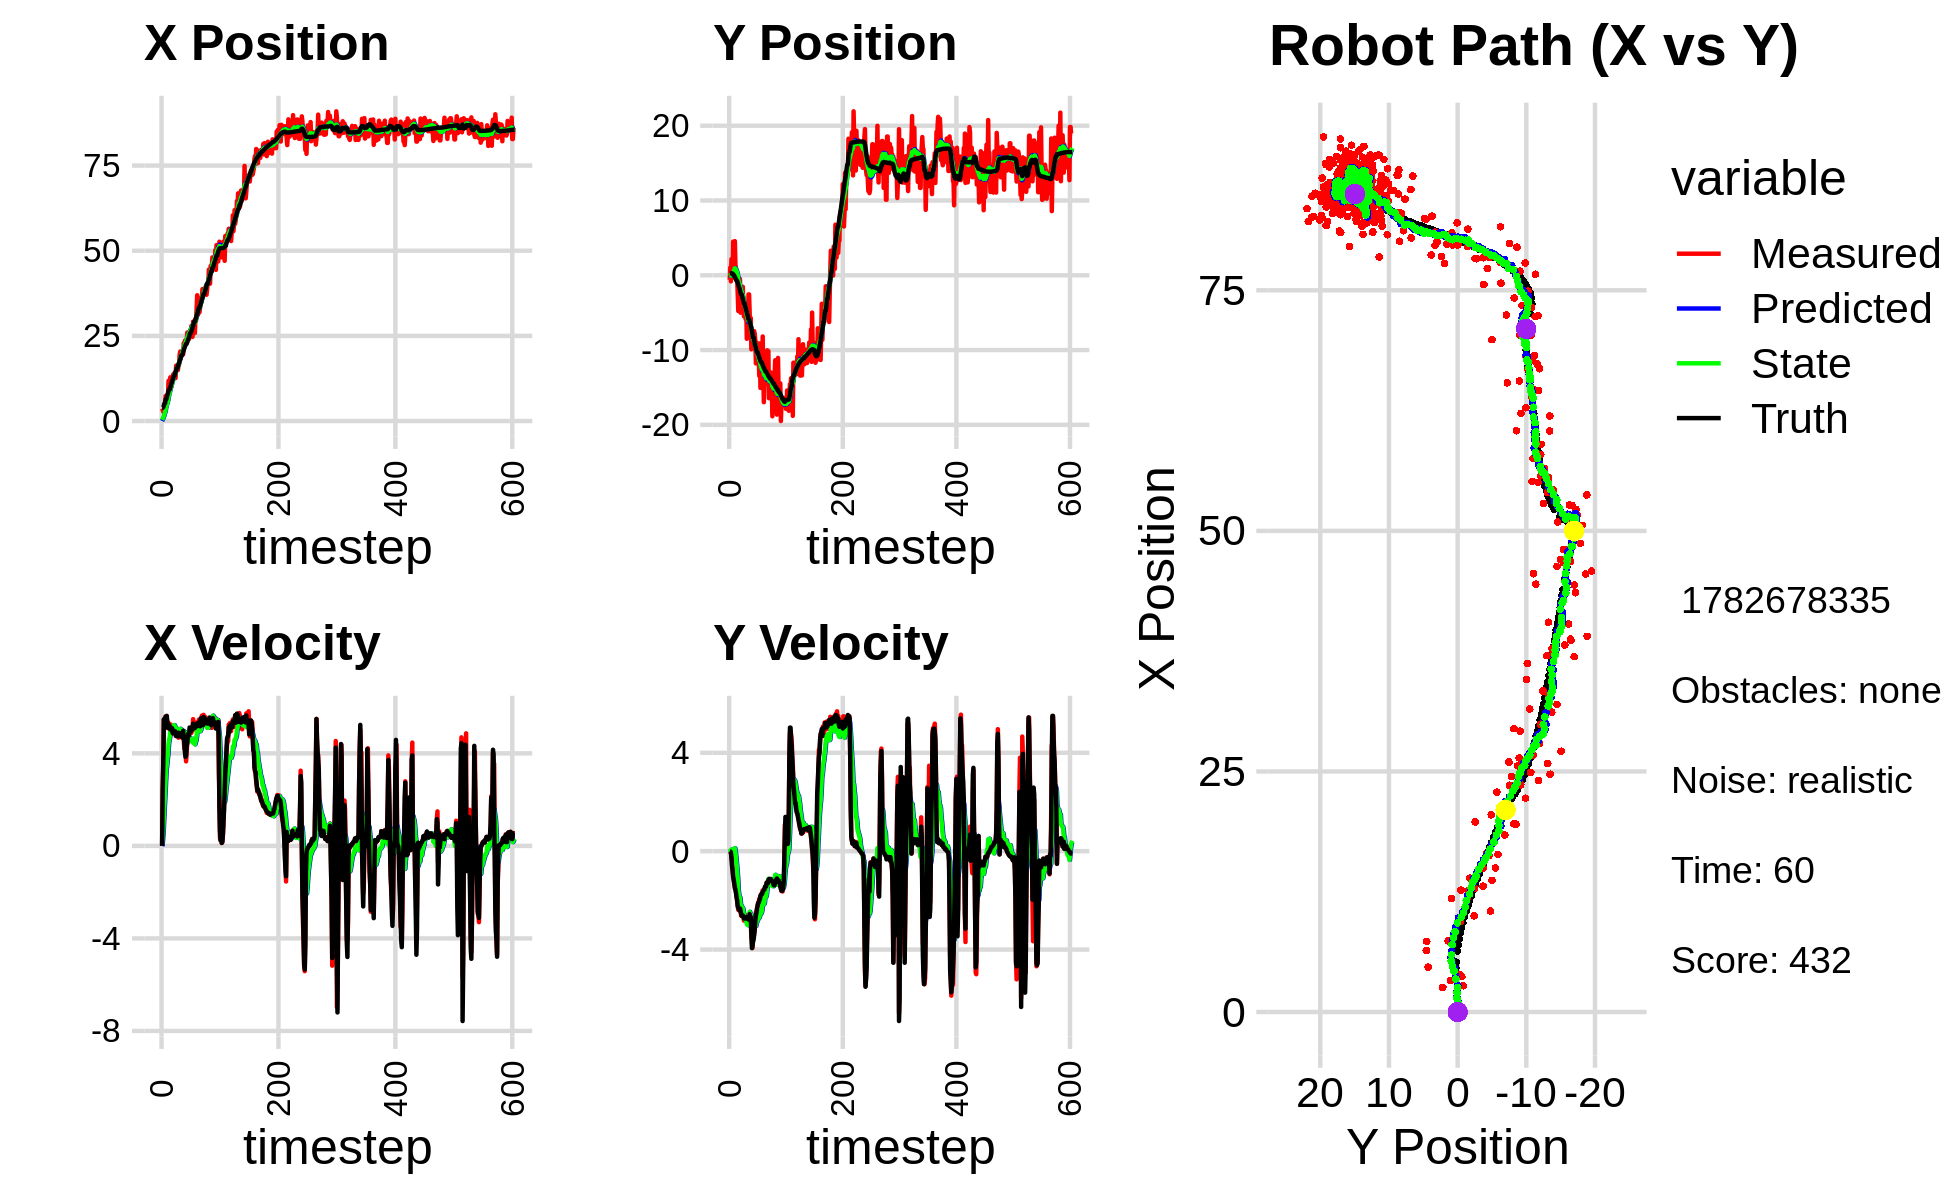 X Position
75
50
25
0
0
200
400
600
timestep
Y Position
20
10
0
-10
-20
0
200
400
600
timestep
X Velocity
4
0
-4
-8
0
200
400
600
timestep
Y Velocity
4
0
-4
0
200
400
600
timestep
Robot Path (X vs Y)
X Position
75
50
25
0
20 10 0 -10 -20
Y Position
variable
Measured
Predicted
State
Truth
1782678335
Obstacles: none
Noise: realistic
Time: 60
Score: 432